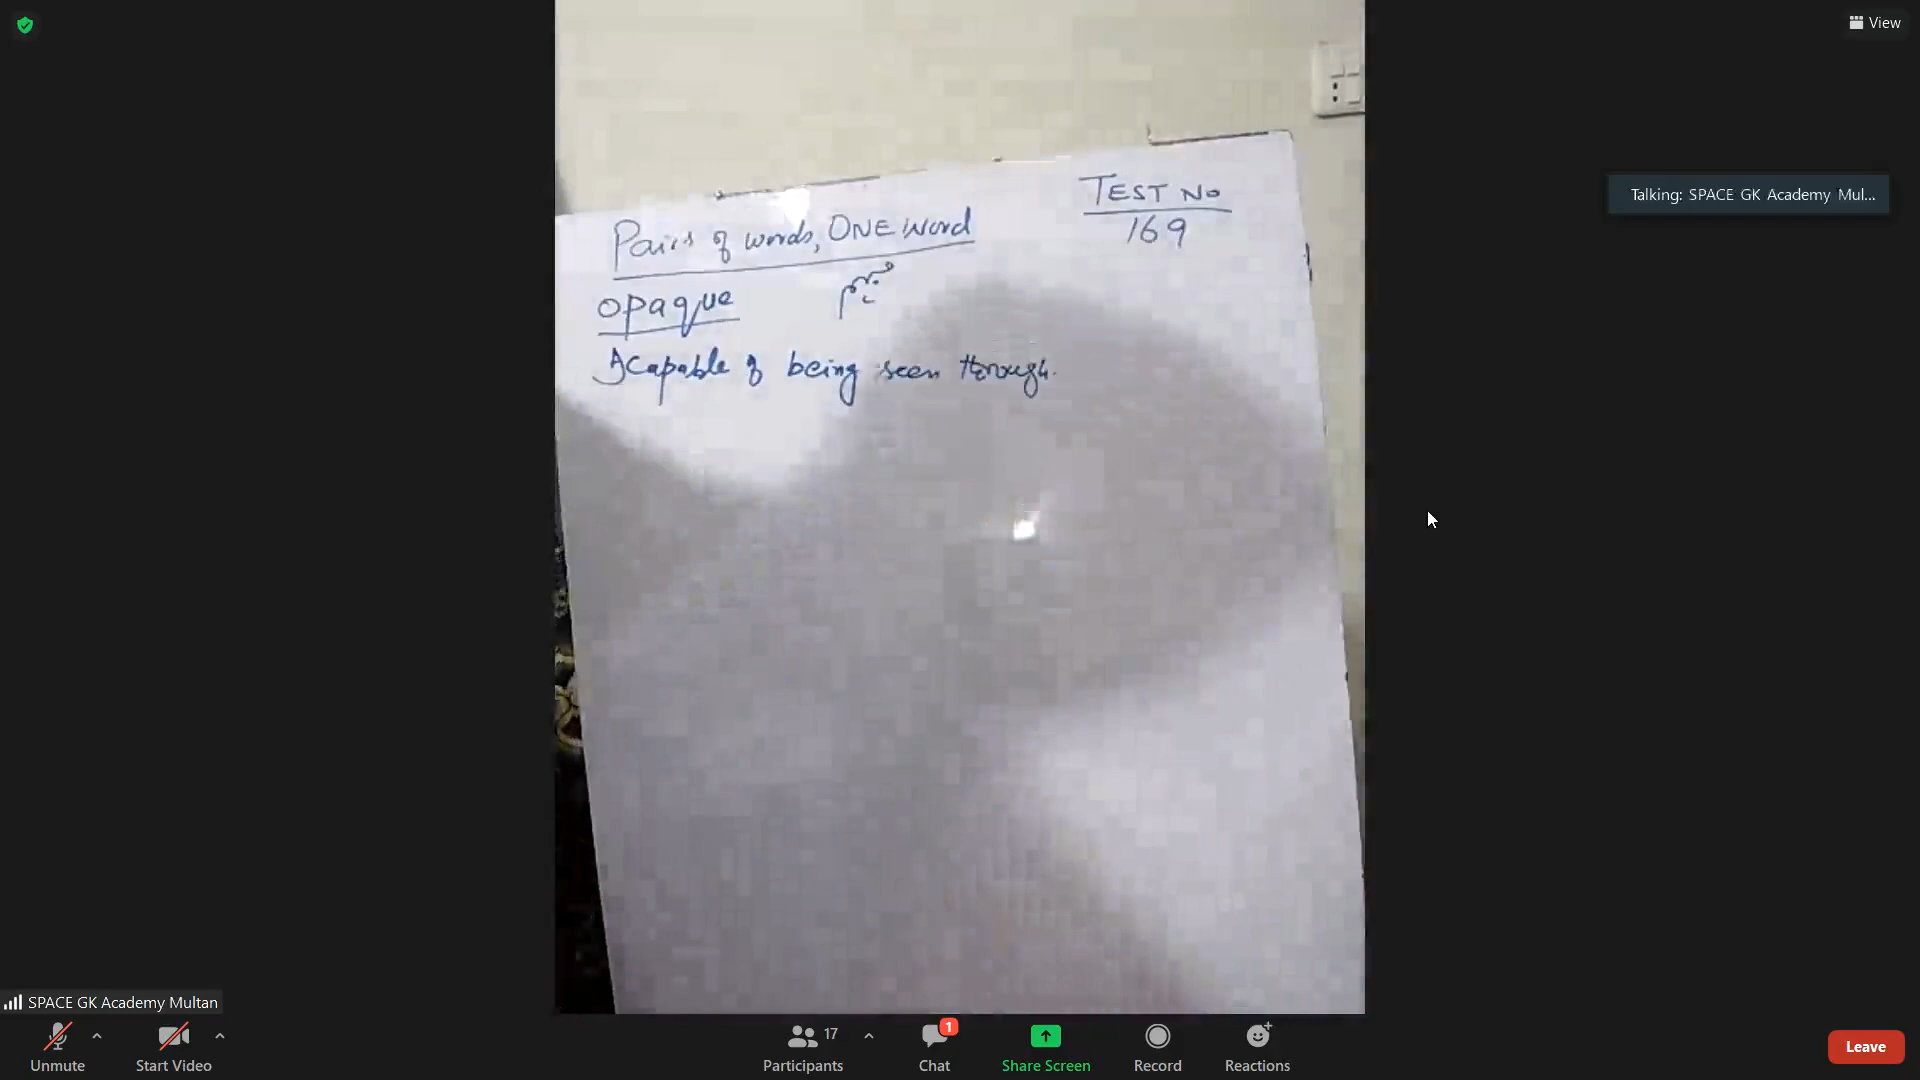 View
Talking: SPACE GK Academy Mul...
TEST NO
169
Pairs of words, ONE Word
opaque
capable of being seen through.
SPACE GK Academy Multan
Unmute
Start Video
17
Participants
1
Chat
Share Screen
Record
Reactions
Leave